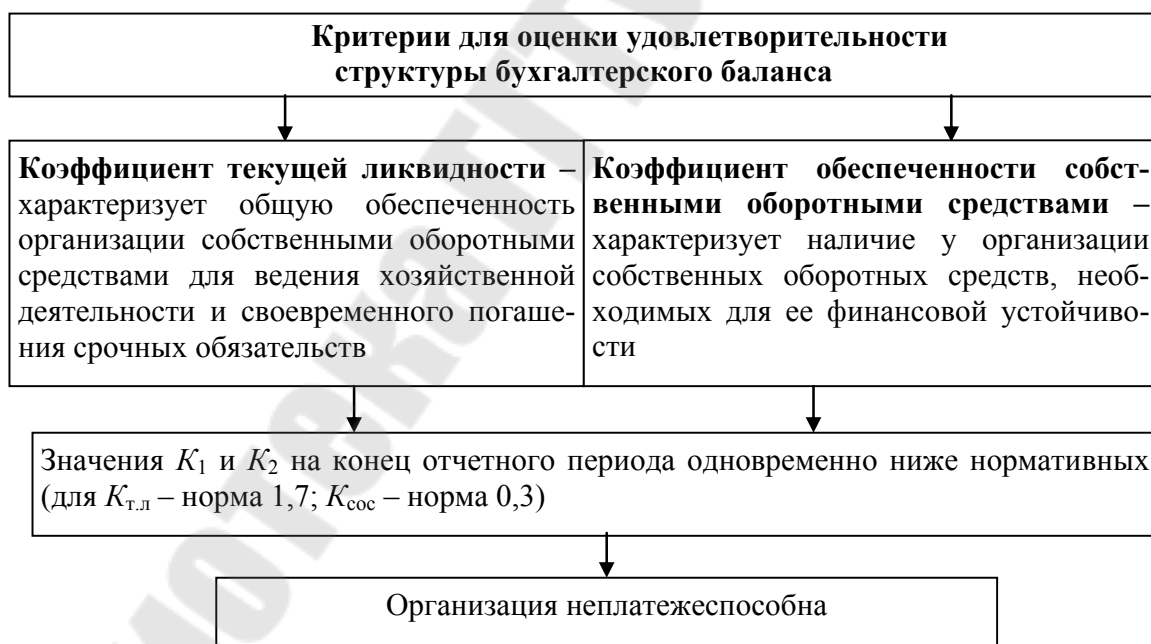 Критерии для оценки удовлетворительности
структуры бухгалтерского баланса
Коэффициент текущей ликвидности –
характеризует общую обеспеченность
организации собственными оборотными
средствами для ведения хозяйственной
деятельности и своевременного погаше-
ния срочных обязательств
Коэффициент обеспеченности собст-
венными оборотными средствами –
характеризует наличие у организации
собственных оборотных средств, необ-
ходимых для ее финансовой устойчиво-
сти
Значения K₁ и K₂ на конец отчетного периода одновременно ниже нормативных
(для Kт.л – норма 1,7; Kсос – норма 0,3)
Организация неплатежеспособна